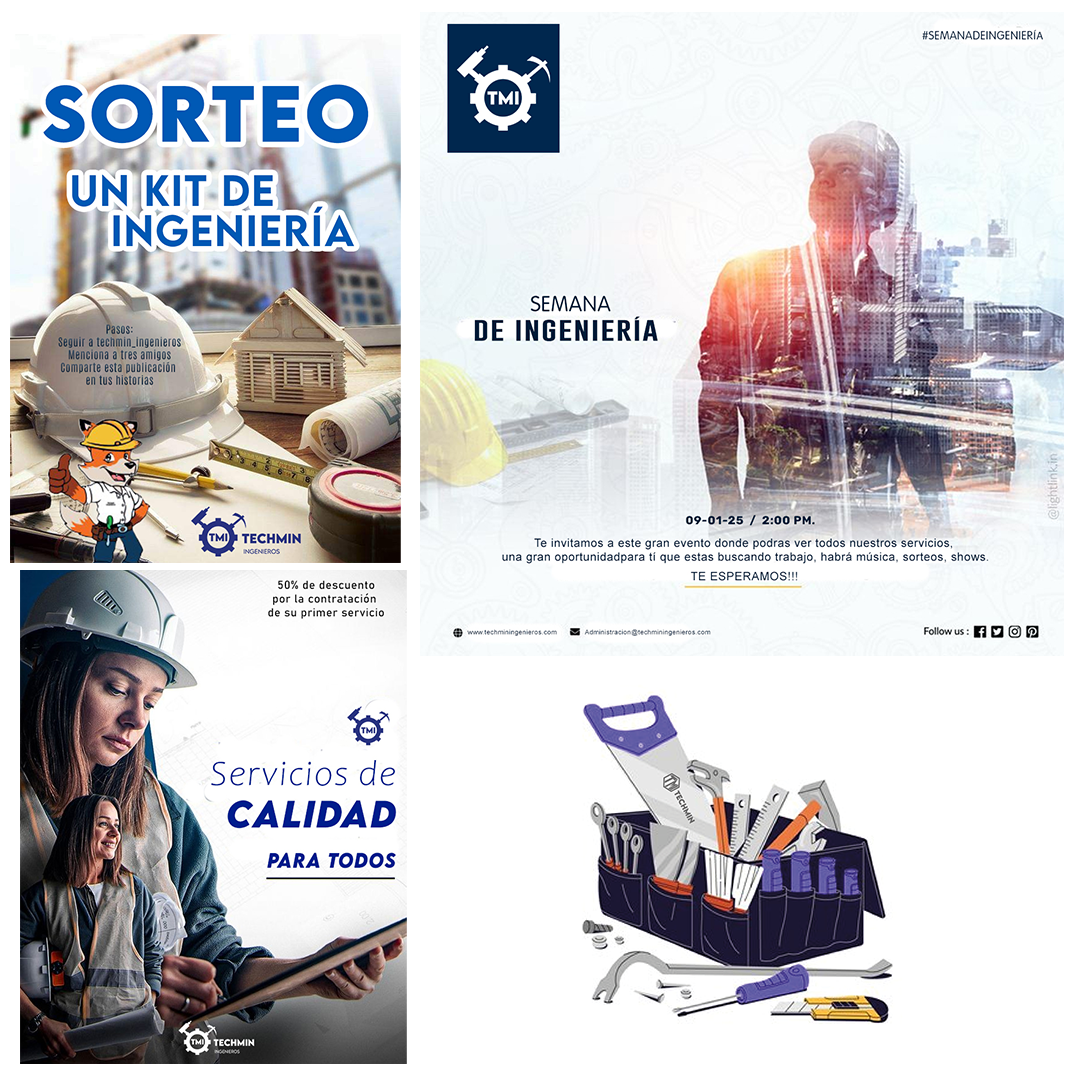 SORTEO
UN KIT DE
INGENIERÍA
Pasos:
Seguir a techmin_ingenieros
Menciona a tres amigos
Comparte esta publicación
en tus historias
TMI TECHMIN
INGENIEROS
#SEMANADEINGENIERÍA
TMI
SEMANA
DE INGENIERÍA
09-01-25 / 2:00 PM.
Te invitamos a este gran evento donde podras ver todos nuestros servicios,
una gran oportunidadpara tí que estas buscando trabajo, habrá música, sorteos, shows.
TE ESPERAMOS!!!
www.techminingenieros.com Administracion@techminingenieros.com
Follow us :
@lightlink.in
50% de descuento
por la contratación
de su primer servicio
TMI
Servicios de
CALIDAD
PARA TODOS
TMI TECHMIN
INGENIEROS
TECHMIN